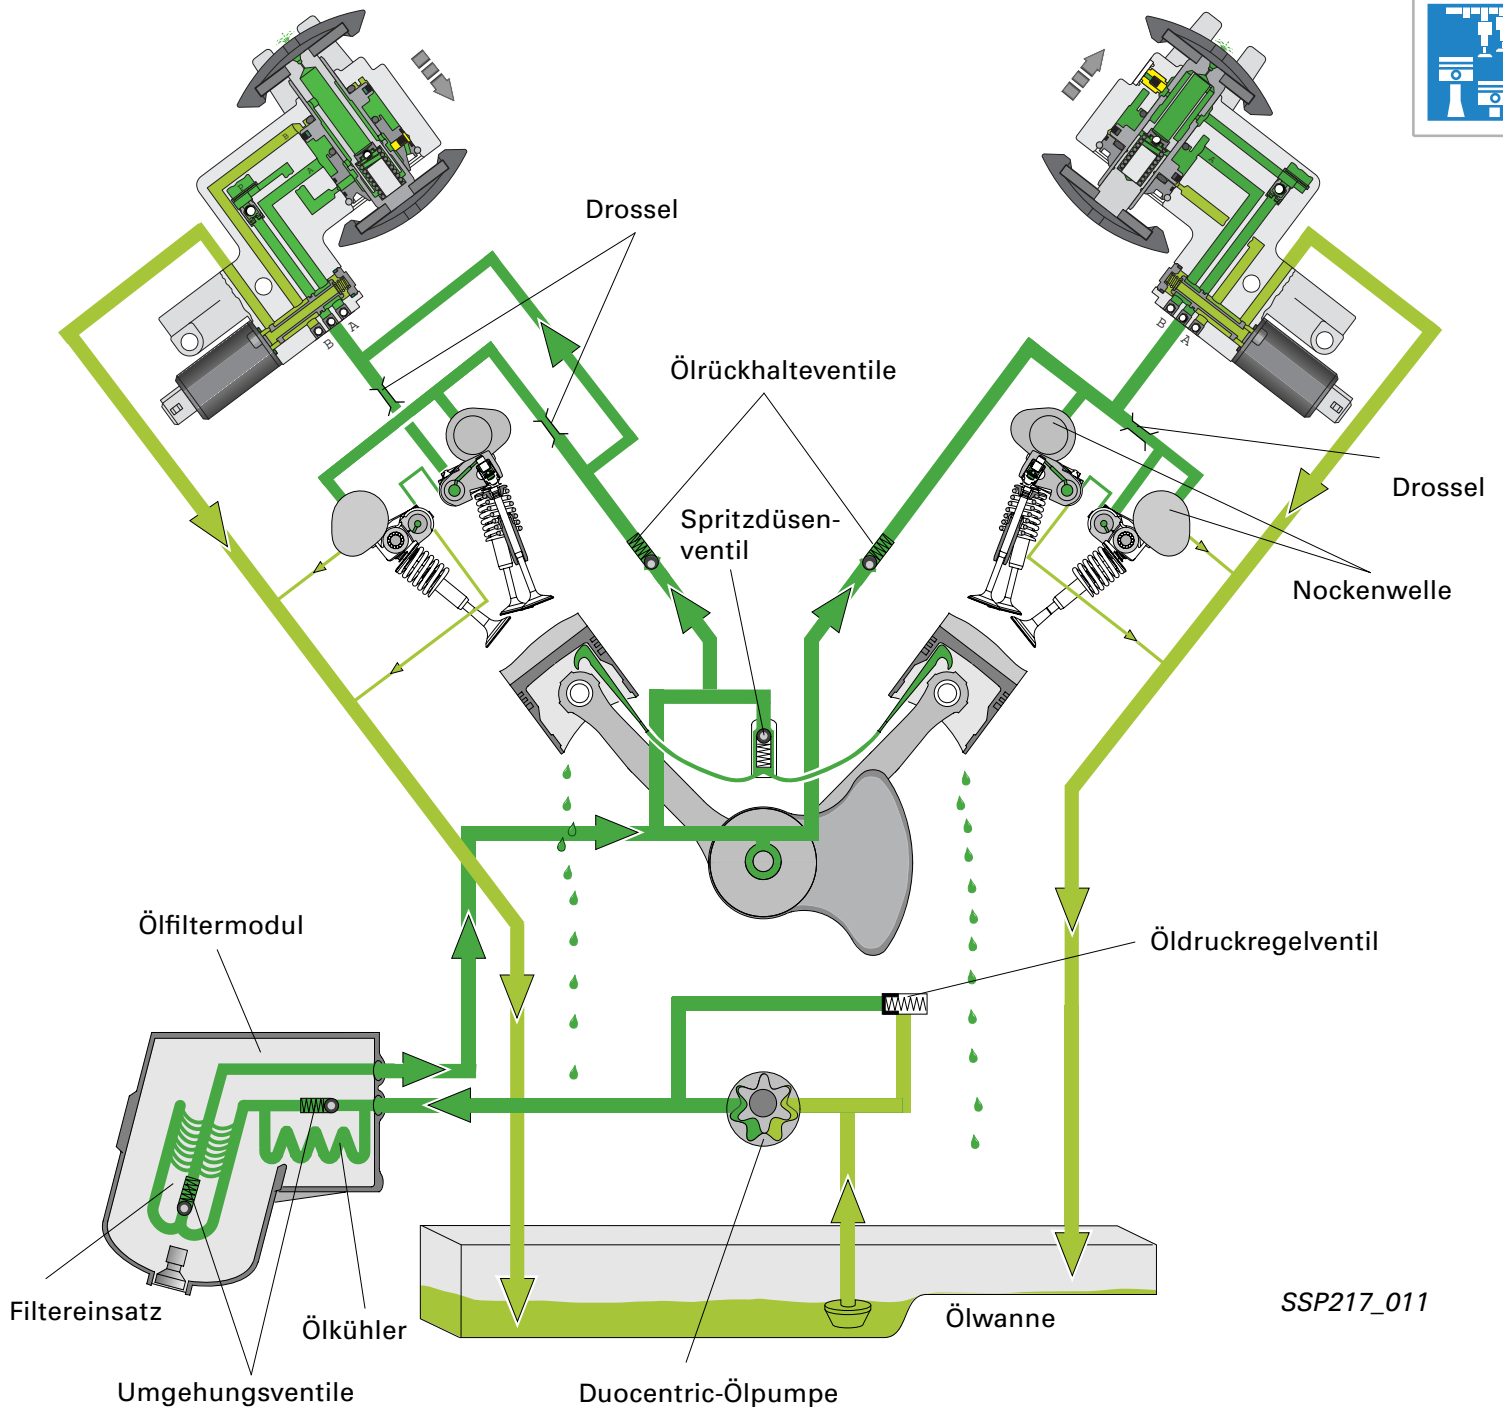 Drossel
Ölrückhalteventile
Spritzdüsen-
ventil
Drossel
Nockenwelle
Ölfiltermodul
Öldruckregelventil
Filtereinsatz
Ölkühler
Umgehungsventile
Duocentric-Ölpumpe
Ölwanne
SSP217_011
B
A
P
A
B
A
B
A